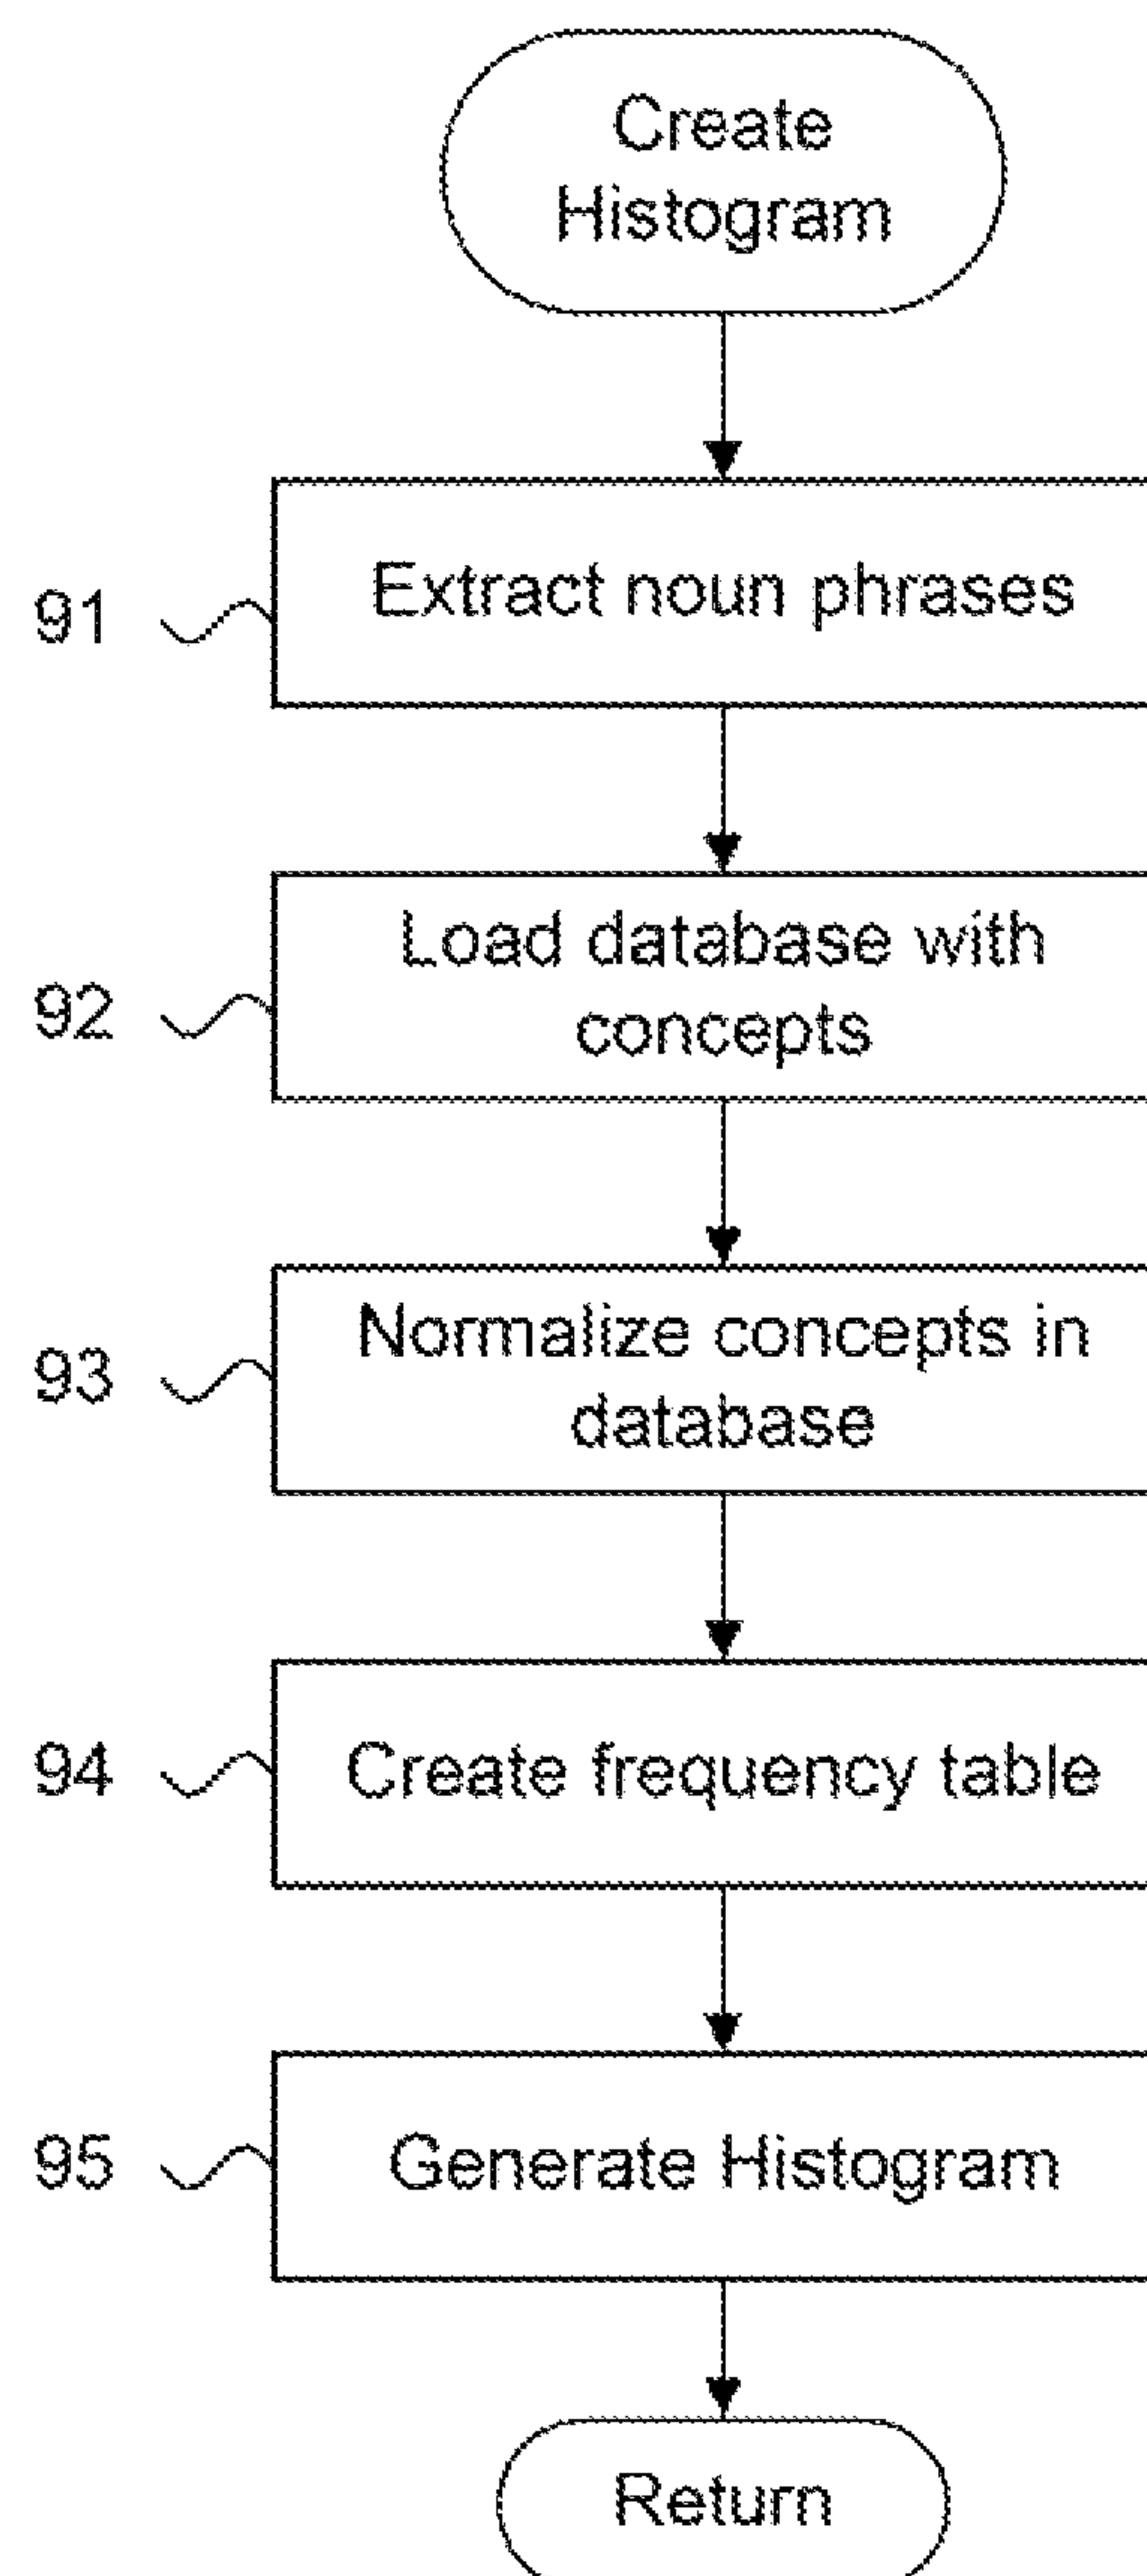 Create
Histogram
91
Extract noun phrases
92
Load database with
concepts
93
Normalize concepts in
database
94
Create frequency table
95
Generate Histogram
Return